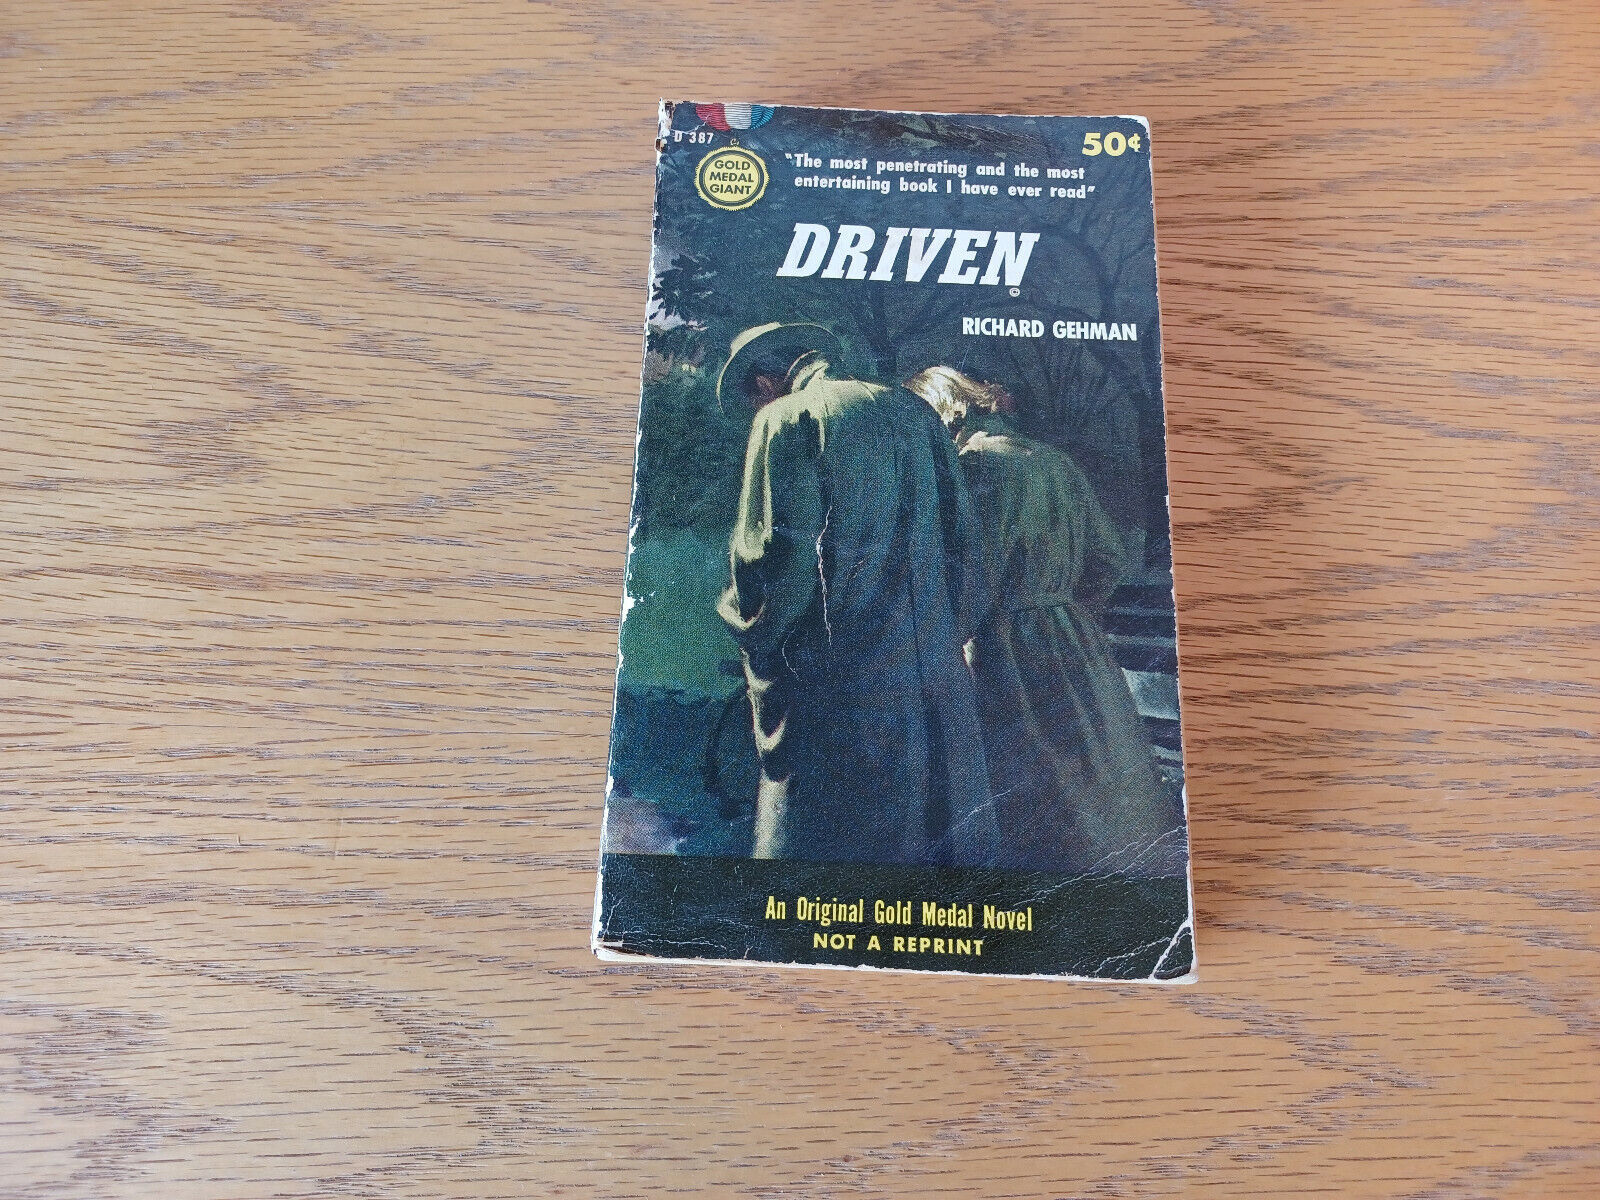 D 387
50¢
GOLD
MEDAL
GIANT
"The most penetrating and the most
entertaining book I have ever read"
DRIVEN
©
RICHARD GEHMAN
An Original Gold Medal Novel
NOT A REPRINT